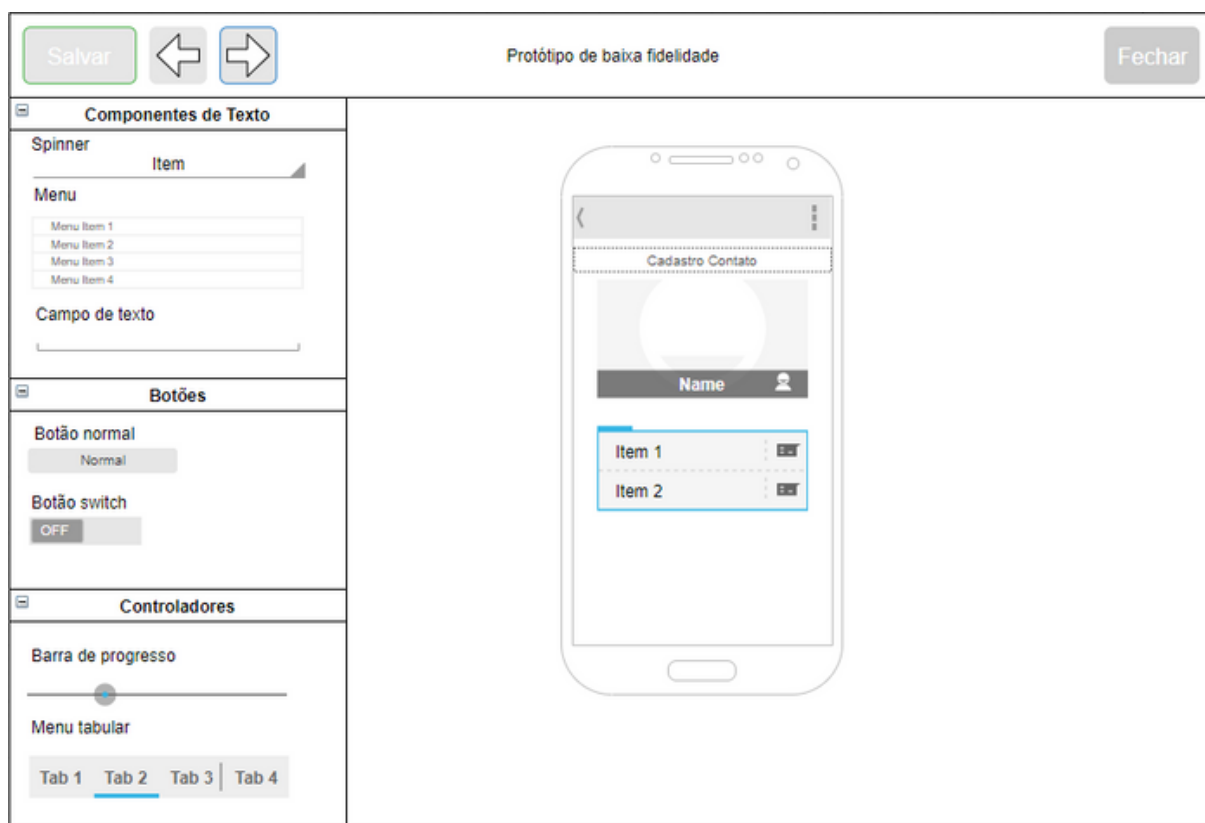 Salvar
Protótipo de baixa fidelidade
Fechar
Componentes de Texto
Spinner
Item
Menu
Menu Item 1
Menu Item 2
Menu Item 3
Menu Item 4
Campo de texto
Botões
Botão normal
Normal
Botão switch
OFF
Controladores
Barra de progresso
Menu tabular
Tab 1 Tab 2 Tab 3 Tab 4
Cadastro Contato
Name
Item 1
Item 2